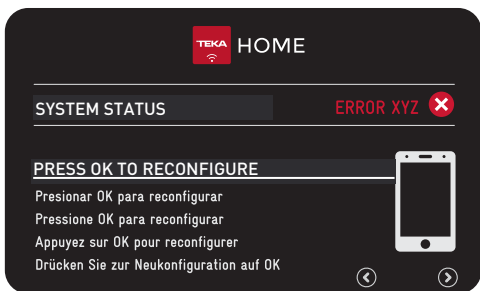 TEKA HOME
SYSTEM STATUS ERROR XYZ
PRESS OK TO RECONFIGURE
Presionar OK para reconfigurar
Pressione OK para reconfigurar
Appuyez sur OK pour reconfigurer
Drücken Sie zur Neukonfiguration auf OK